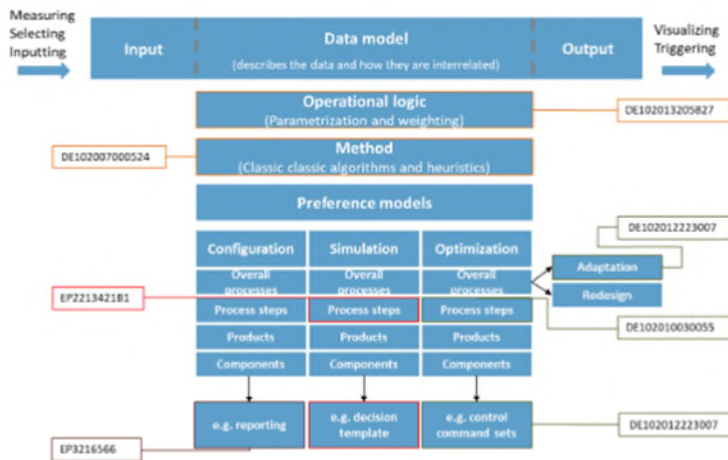 Measuring
Selecting
Inputting
Input
Data model
(describes the data and how they are interrelated)
Output
Visualizing
Triggering
Operational logic
(Parametrization and weighting)
DE102013205827
Method
(Classic classic algorithms and heuristics)
DE102007000524
Preference models
DE102012223007
Configuration
Simulation
Optimization
Overall
processes
Overall
processes
Overall
processes
Adaptation
Redesign
EP2213421B1
Process steps
Process steps
Process steps
DE102010030055
Products
Products
Products
Components
Components
Components
e.g. reporting
e.g. decision
template
e.g. control
command sets
DE102012223007
EP3216566